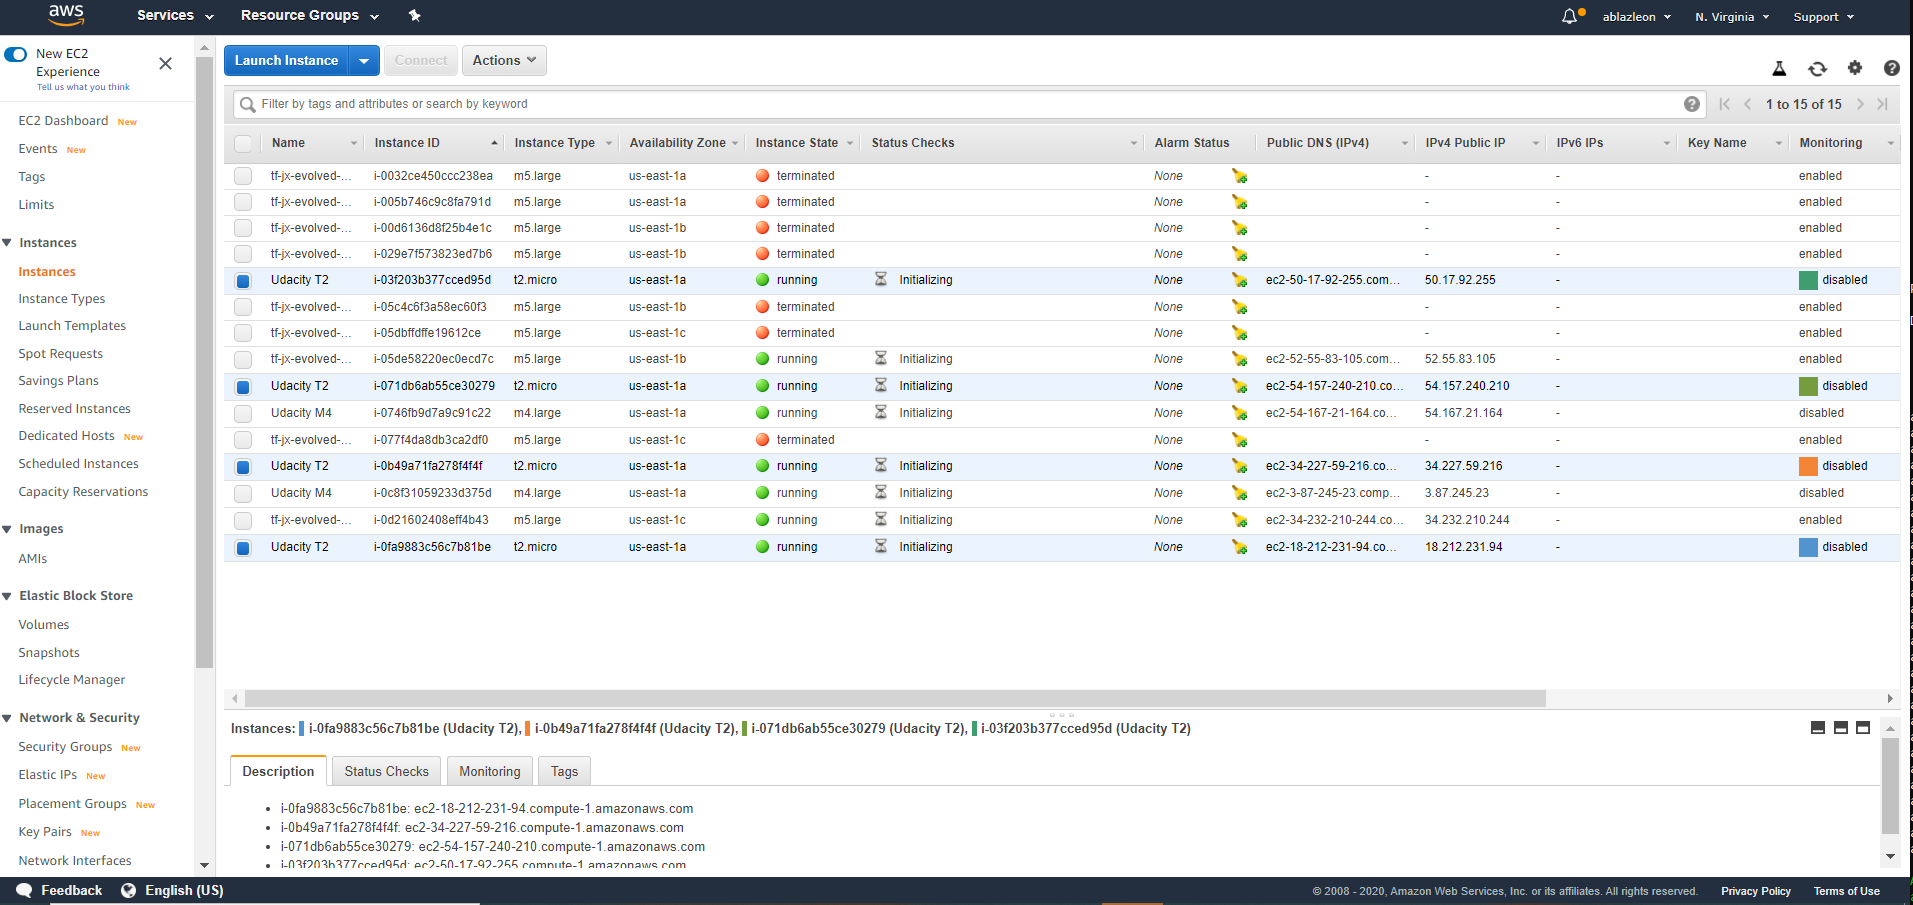 aws Services Resource Groups ablazleon N. Virginia Support
New EC2 Experience
Tell us what you think
EC2 Dashboard New
Events New
Tags
Limits
Instances
Instances
Instance Types
Launch Templates
Spot Requests
Savings Plans
Reserved Instances
Dedicated Hosts New
Scheduled Instances
Capacity Reservations
Images
AMIs
Elastic Block Store
Volumes
Snapshots
Lifecycle Manager
Network & Security
Security Groups New
Elastic IPs New
Placement Groups New
Key Pairs New
Network Interfaces
Launch Instance Connect Actions
Filter by tags and attributes or search by keyword 1 to 15 of 15
Name Instance ID Instance Type Availability Zone Instance State Status Checks Alarm Status Public DNS (IPv4) IPv4 Public IP IPv6 IPs Key Name Monitoring
tf-jx-evolved-... i-0032ce450ccc238ea m5.large us-east-1a terminated None - - enabled
tf-jx-evolved-... i-005b746c9c8fa791d m5.large us-east-1a terminated None - - enabled
tf-jx-evolved-... i-00d6136d8f25b4e1c m5.large us-east-1b terminated None - - enabled
tf-jx-evolved-... i-029e7f573823ed7b6 m5.large us-east-1b terminated None - - enabled
Udacity T2 i-03f203b377cced95d t2.micro us-east-1a running Initializing None ec2-50-17-92-255.com... 50.17.92.255 - disabled
tf-jx-evolved-... i-05c4c6f3a58ec60f3 m5.large us-east-1b terminated None - - enabled
tf-jx-evolved-... i-05dbffdffe19612ce m5.large us-east-1c terminated None - - enabled
tf-jx-evolved-... i-05de58220ec0ecd7c m5.large us-east-1b running Initializing None ec2-52-55-83-105.com... 52.55.83.105 - enabled
Udacity T2 i-071db6ab55ce30279 t2.micro us-east-1a running Initializing None ec2-54-157-240-210.co... 54.157.240.210 - disabled
Udacity M4 i-0746fb9d7a9c91c22 m4.large us-east-1a running Initializing None ec2-54-167-21-164.co... 54.167.21.164 - disabled
tf-jx-evolved-... i-077f4da8db3ca2df0 m5.large us-east-1c terminated None - - enabled
Udacity T2 i-0b49a71fa278f4f4f t2.micro us-east-1a running Initializing None ec2-34-227-59-216.co... 34.227.59.216 - disabled
Udacity M4 i-0c8f31059233d375d m4.large us-east-1a running Initializing None ec2-3-87-245-23.comp... 3.87.245.23 - disabled
tf-jx-evolved-... i-0d21602408eff4b43 m5.large us-east-1c running Initializing None ec2-34-232-210-244.co... 34.232.210.244 - enabled
Udacity T2 i-0fa9883c56c7b81be t2.micro us-east-1a running Initializing None ec2-18-212-231-94.co... 18.212.231.94 - disabled
Instances: i-0fa9883c56c7b81be (Udacity T2), i-0b49a71fa278f4f4f (Udacity T2), i-071db6ab55ce30279 (Udacity T2), i-03f203b377cced95d (Udacity T2)
Description Status Checks Monitoring Tags
• i-0fa9883c56c7b81be: ec2-18-212-231-94.compute-1.amazonaws.com
• i-0b49a71fa278f4f4f: ec2-34-227-59-216.compute-1.amazonaws.com
• i-071db6ab55ce30279: ec2-54-157-240-210.compute-1.amazonaws.com
• i-03f203b377cced95d: ec2-50-17-92-255.compute-1.amazonaws.com
Feedback English (US) © 2008 - 2020, Amazon Web Services, Inc. or its affiliates. All rights reserved. Privacy Policy Terms of Use